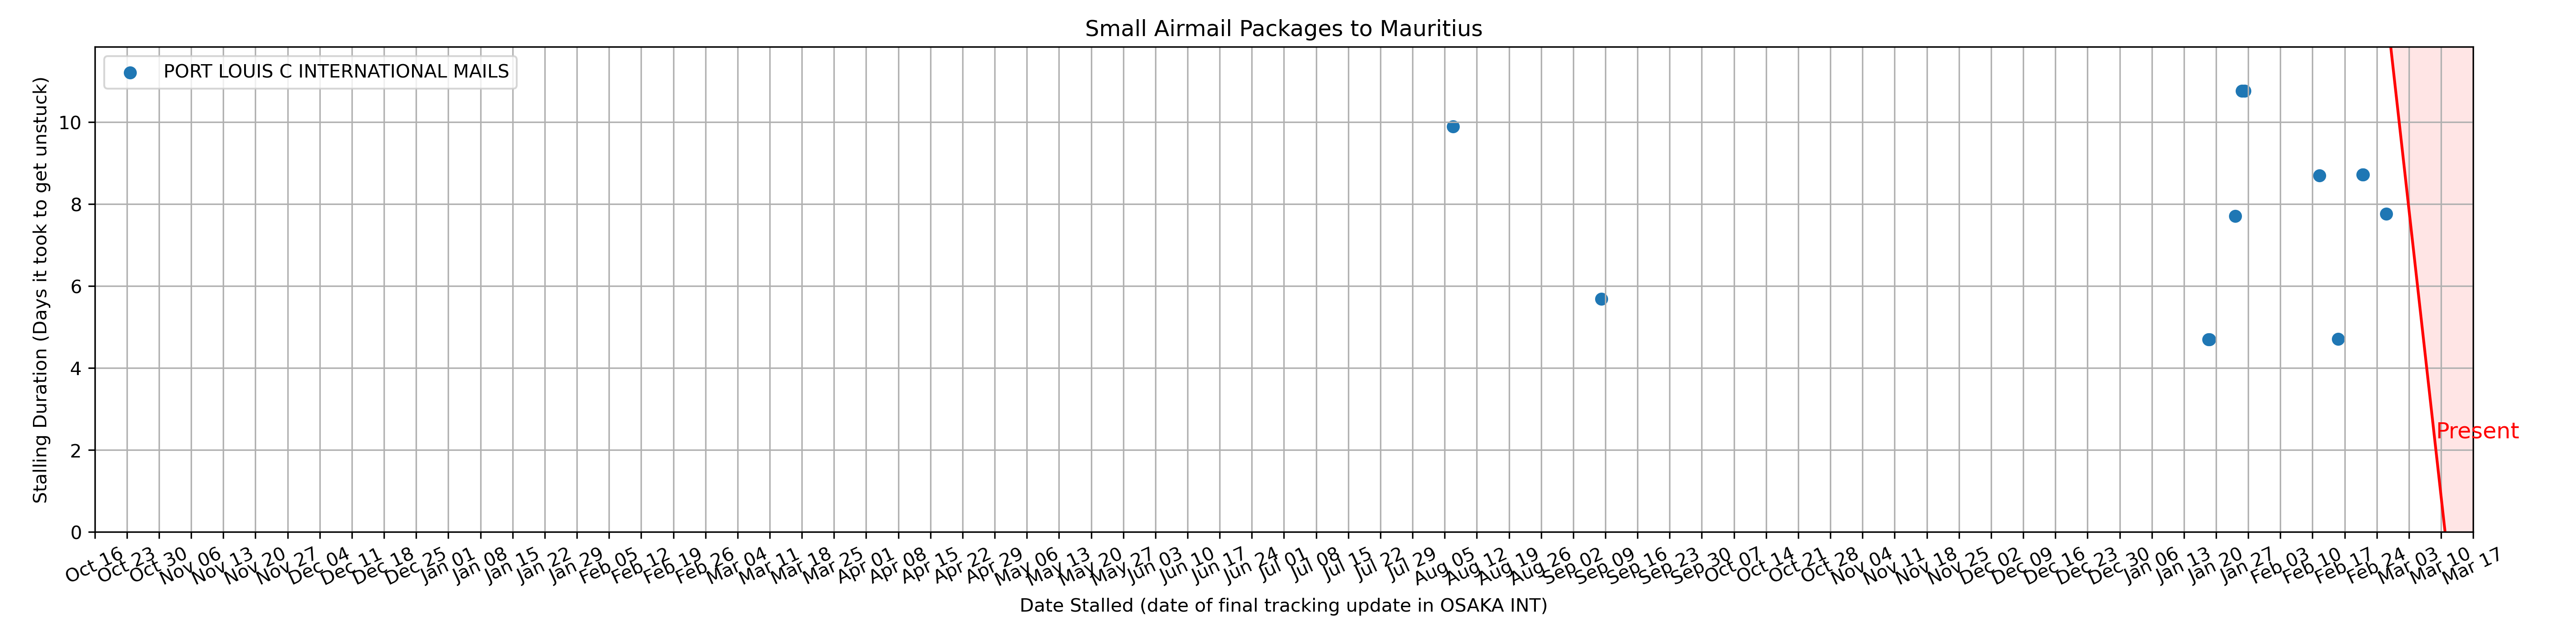 Small Airmail Packages to Mauritius
PORT LOUIS C INTERNATIONAL MAILS
Stalling Duration (Days it took to get unstuck)
10
8
6
4
2
0
Present
Oct 16
Oct 23
Oct 30
Nov 06
Nov 13
Nov 20
Nov 27
Dec 04
Dec 11
Dec 18
Dec 25
Jan 01
Jan 08
Jan 15
Jan 22
Jan 29
Feb 05
Feb 12
Feb 19
Feb 26
Mar 04
Mar 11
Mar 18
Mar 25
Apr 01
Apr 08
Apr 15
Apr 22
Apr 29
May 06
May 13
May 20
May 27
Jun 03
Jun 10
Jun 17
Jun 24
Jul 01
Jul 08
Jul 15
Jul 22
Jul 29
Aug 05
Aug 12
Aug 19
Aug 26
Sep 02
Sep 09
Sep 16
Sep 23
Sep 30
Oct 07
Oct 14
Oct 21
Oct 28
Nov 04
Nov 11
Nov 18
Nov 25
Dec 02
Dec 09
Dec 16
Dec 23
Dec 30
Jan 06
Jan 13
Jan 20
Jan 27
Feb 03
Feb 10
Feb 17
Feb 24
Mar 03
Mar 10
Mar 17
Date Stalled (date of final tracking update in OSAKA INT)